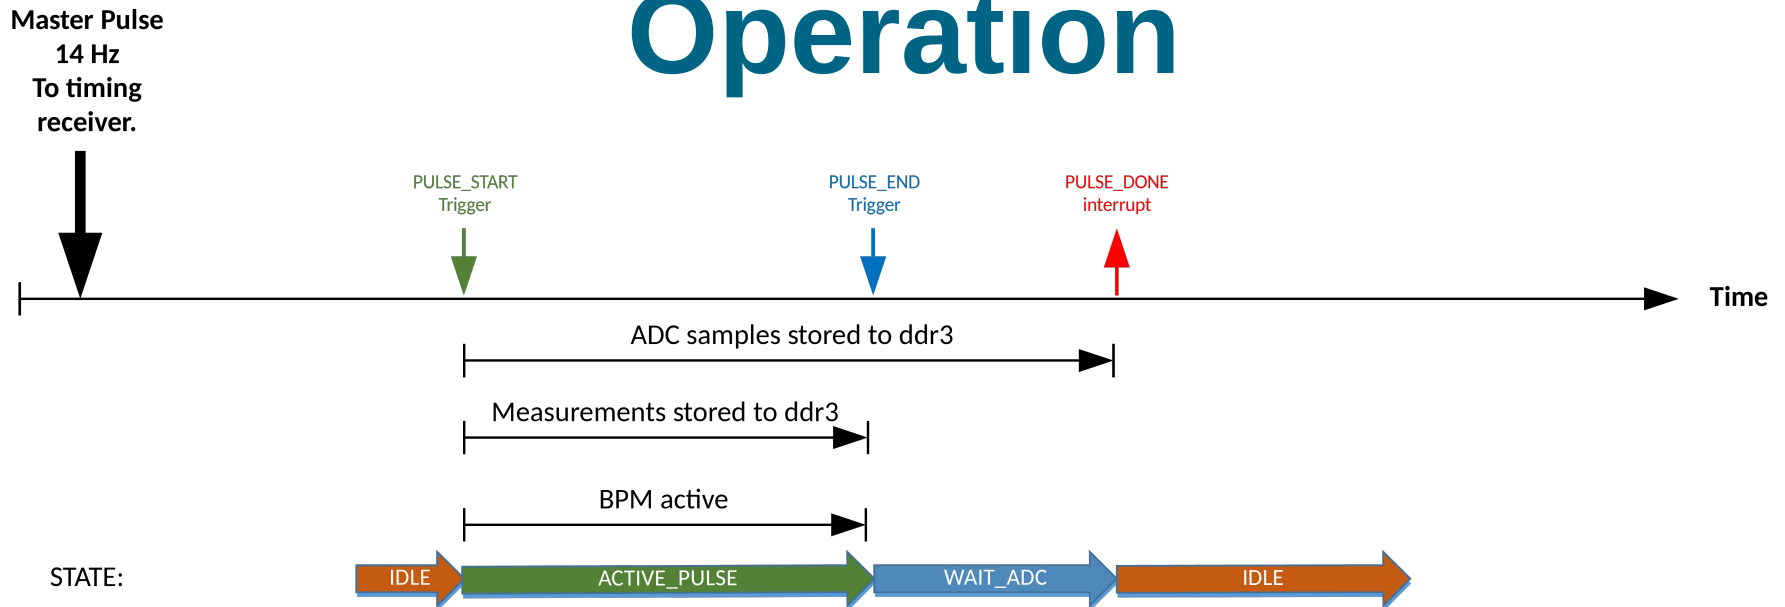 Operation
Master Pulse
14 Hz
To timing
receiver.
PULSE_START
Trigger
PULSE_END
Trigger
PULSE_DONE
interrupt
Time
ADC samples stored to ddr3
Measurements stored to ddr3
BPM active
STATE:
IDLE
ACTIVE_PULSE
WAIT_ADC
IDLE